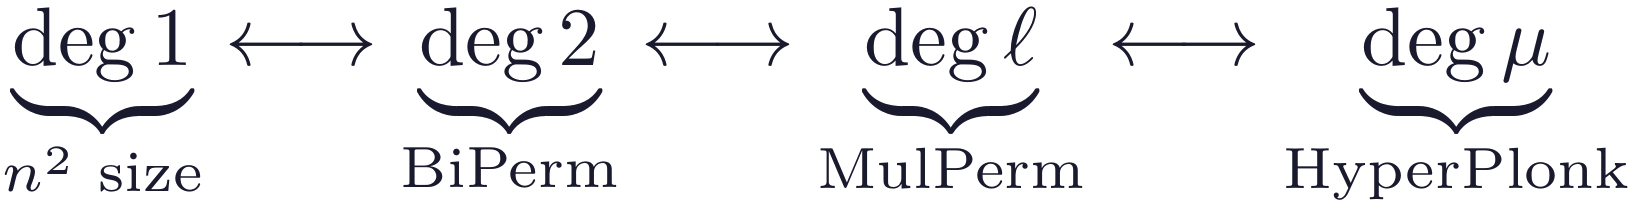 deg 1 ⟷ deg 2 ⟷ deg ℓ ⟷ deg μ
n² size BiPerm MulPerm HyperPlonk